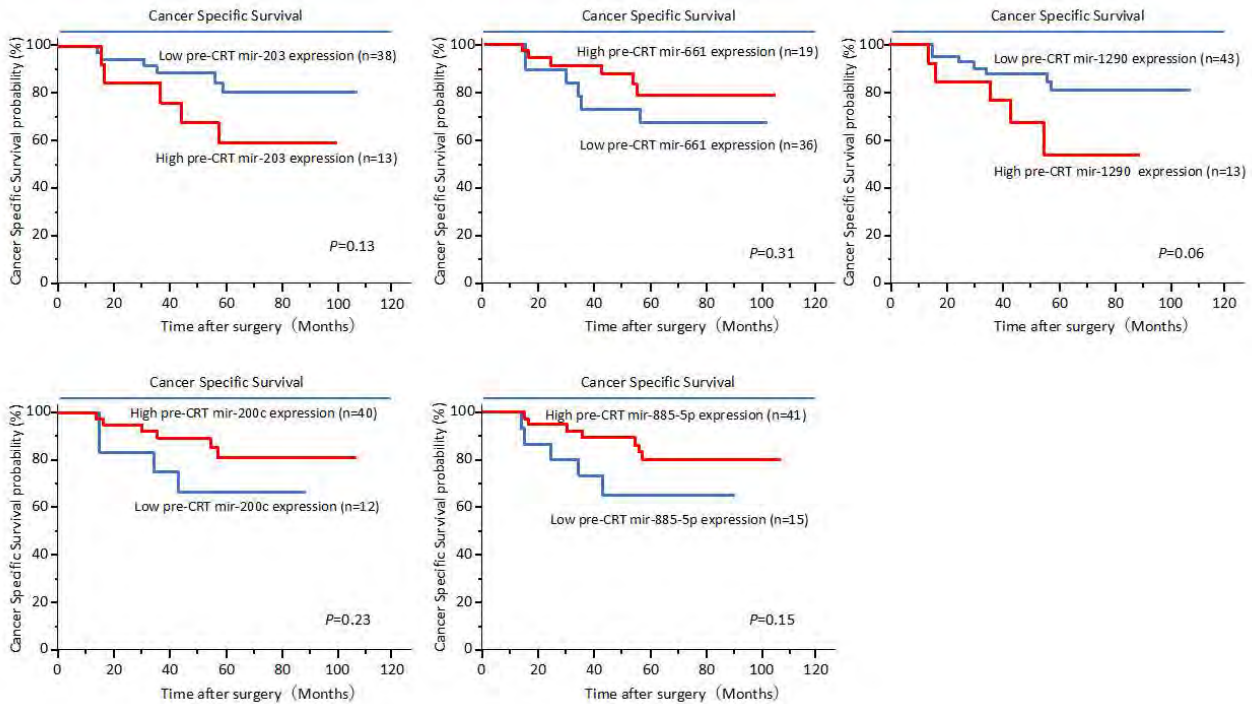 Cancer Specific Survival
Cancer Specific Survival probability (%)
100
80
60
40
20
0
Low pre-CRT mir-203 expression (n=38)
High pre-CRT mir-203 expression (n=13)
P=0.13
0 20 40 60 80 100 120
Time after surgery (Months)
Cancer Specific Survival
Cancer Specific Survival probability (%)
100
80
60
40
20
0
High pre-CRT mir-661 expression (n=19)
Low pre-CRT mir-661 expression (n=36)
P=0.31
0 20 40 60 80 100 120
Time after surgery (Months)
Cancer Specific Survival
Cancer Specific Survival probability (%)
100
80
60
40
20
0
Low pre-CRT mir-1290 expression (n=43)
High pre-CRT mir-1290 expression (n=13)
P=0.06
0 20 40 60 80 100 120
Time after surgery (Months)
Cancer Specific Survival
Cancer Specific Survival probability (%)
100
80
60
40
20
0
High pre-CRT mir-200c expression (n=40)
Low pre-CRT mir-200c expression (n=12)
P=0.23
0 20 40 60 80 100 120
Time after surgery (Months)
Cancer Specific Survival
Cancer Specific Survival probability (%)
100
80
60
40
20
0
High pre-CRT mir-885-5p expression (n=41)
Low pre-CRT mir-885-5p expression (n=15)
P=0.15
0 20 40 60 80 100 120
Time after surgery (Months)